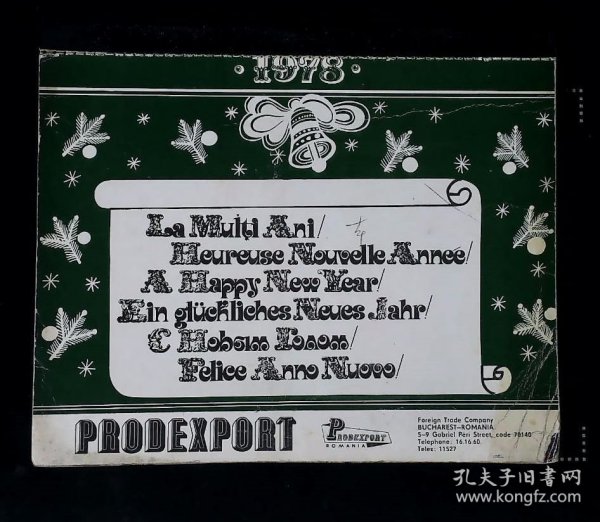 · 1978 ·
La Mulți Ani!
Heureuse Nouvelle Année!
A Happy New Year!
Ein glückliches Neues Jahr!
С Новым Годом!
Felice Anno Nuovo!
PRODEXPORT
PRODEXPORT
ROMANIA
Foreign Trade Company
BUCHAREST–ROMANIA
5–9 Gabriel Peri Street, code 70140
Telephone: 16.16.60.
Telex: 11527
孔夫子旧书网
www.kongfz.com